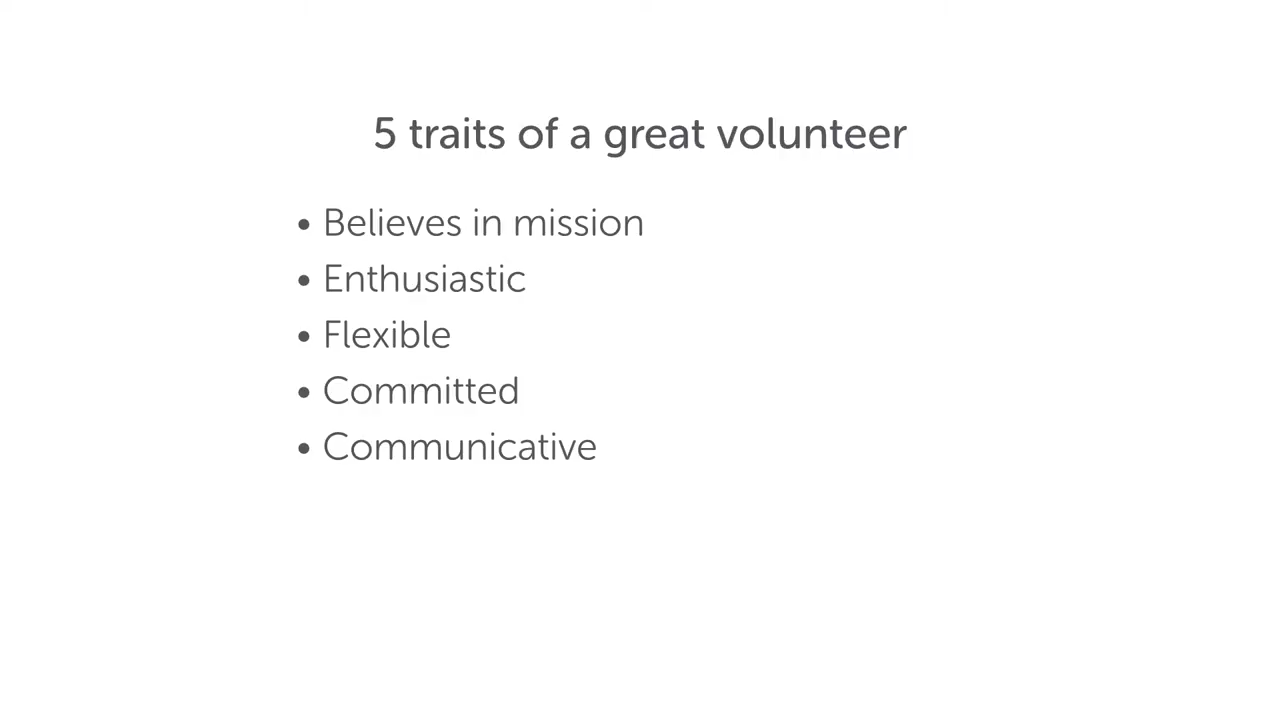 5 traits of a great volunteer
• Believes in mission
• Enthusiastic
• Flexible
• Committed
• Communicative